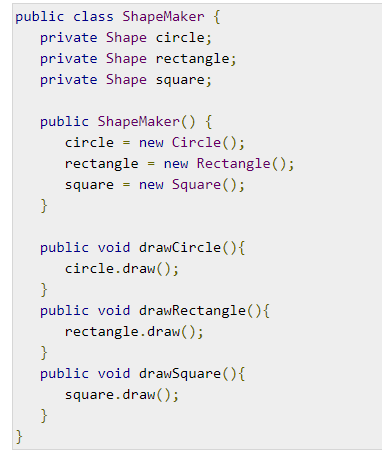 public class ShapeMaker {
   private Shape circle;
   private Shape rectangle;
   private Shape square;

   public ShapeMaker() {
      circle = new Circle();
      rectangle = new Rectangle();
      square = new Square();
   }

   public void drawCircle(){
      circle.draw();
   }
   public void drawRectangle(){
      rectangle.draw();
   }
   public void drawSquare(){
      square.draw();
   }
}